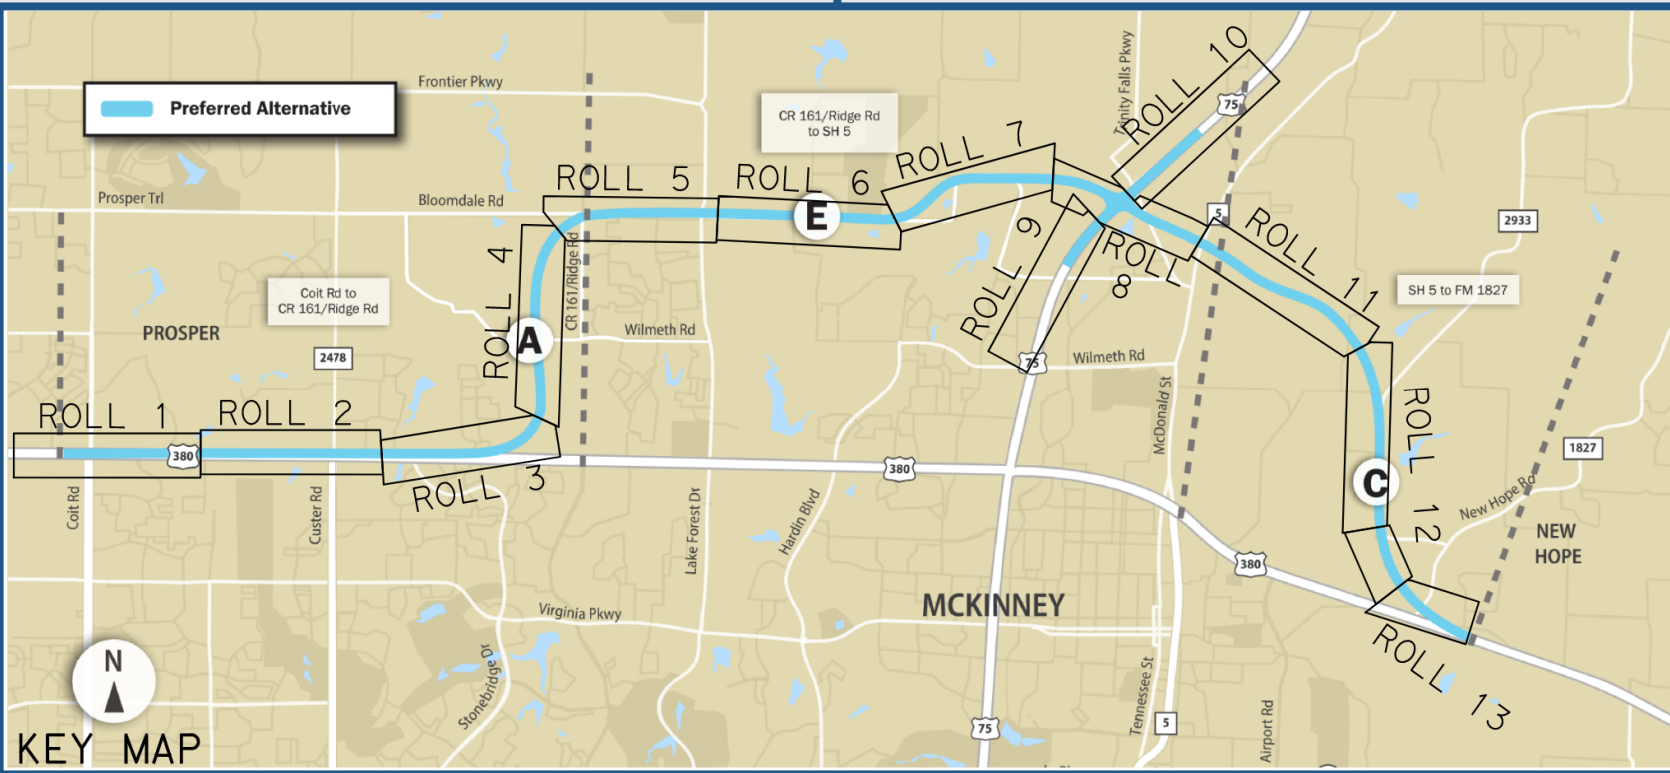 Preferred Alternative
Frontier Pkwy
Prosper Trl
Bloomdale Rd
CR 161/Ridge Rd
to SH 5
ROLL 5
ROLL 6
ROLL 7
ROLL 10
Trinity Falls Pkwy
75
5
2933
E
ROLL 4
CR 161/Ridge Rd
Coit Rd to
CR 161/Ridge Rd
PROSPER
2478
A
Wilmeth Rd
ROLL 9
ROLL 8
ROLL 11
SH 5 to FM 1827
75
Wilmeth Rd
McDonald St
ROLL 1
ROLL 2
ROLL 3
380
380
ROLL 12
C
1827
New Hope Rd
NEW
HOPE
Coit Rd
Custer Rd
Lake Forest Dr
Hardin Blvd
380
MCKINNEY
Virginia Pkwy
Stonebridge Dr
Tennessee St
Airport Rd
ROLL 13
75
5
N
KEY MAP